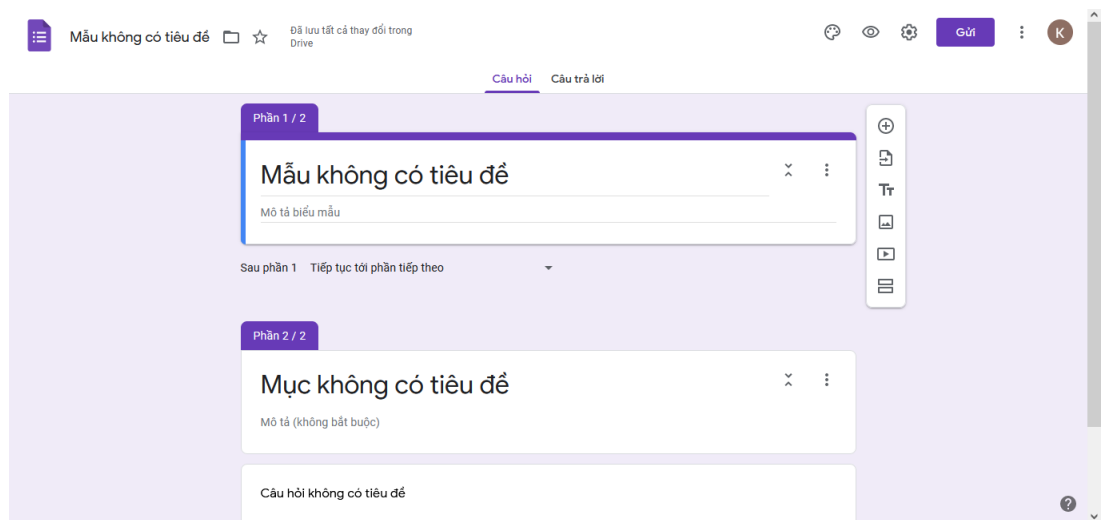 Mẫu không có tiêu đề
Đã lưu tất cả thay đổi trong
Drive
Gửi
K
Câu hỏi
Câu trả lời
Phần 1 / 2
Mẫu không có tiêu đề
Mô tả biểu mẫu
Tт
Sau phần 1 Tiếp tục tới phần tiếp theo
Phần 2 / 2
Mục không có tiêu đề
Mô tả (không bắt buộc)
Câu hỏi không có tiêu đề